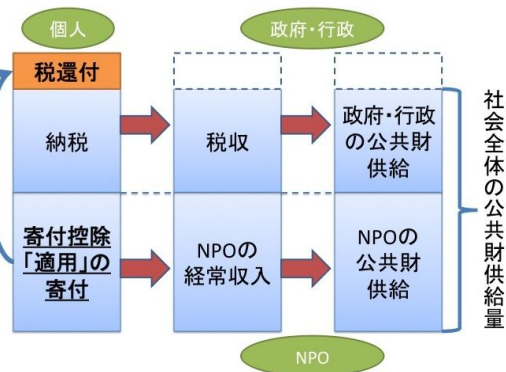 個人
政府・行政
税還付
納税
税収
政府・行政
の公共財
供給
寄付控除
「適用」の
寄付
NPOの
経常収入
NPOの
公共財
供給
社会全体の公共財供給量
NPO